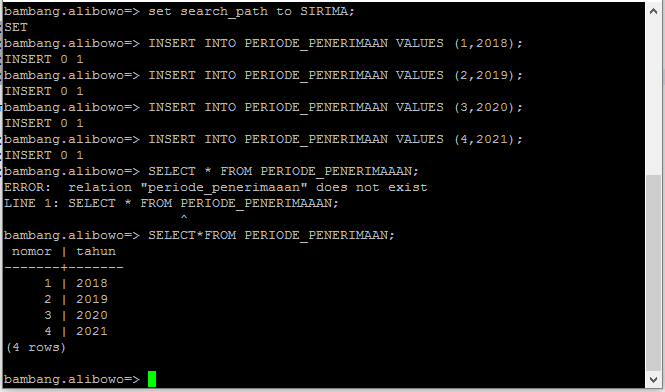 bambang.alibowo=> set search_path to SIRIMA;
SET
bambang.alibowo=> INSERT INTO PERIODE_PENERIMAAN VALUES (1,2018);
INSERT 0 1
bambang.alibowo=> INSERT INTO PERIODE_PENERIMAAN VALUES (2,2019);
INSERT 0 1
bambang.alibowo=> INSERT INTO PERIODE_PENERIMAAN VALUES (3,2020);
INSERT 0 1
bambang.alibowo=> INSERT INTO PERIODE_PENERIMAAN VALUES (4,2021);
INSERT 0 1
bambang.alibowo=> SELECT * FROM PERIODE_PENERIMAAAN;
ERROR:  relation "periode_penerimaaan" does not exist
LINE 1: SELECT * FROM PERIODE_PENERIMAAAN;
                      ^
bambang.alibowo=> SELECT*FROM PERIODE_PENERIMAAN;
 nomor | tahun
-------+-------
     1 | 2018
     2 | 2019
     3 | 2020
     4 | 2021
(4 rows)
bambang.alibowo=>